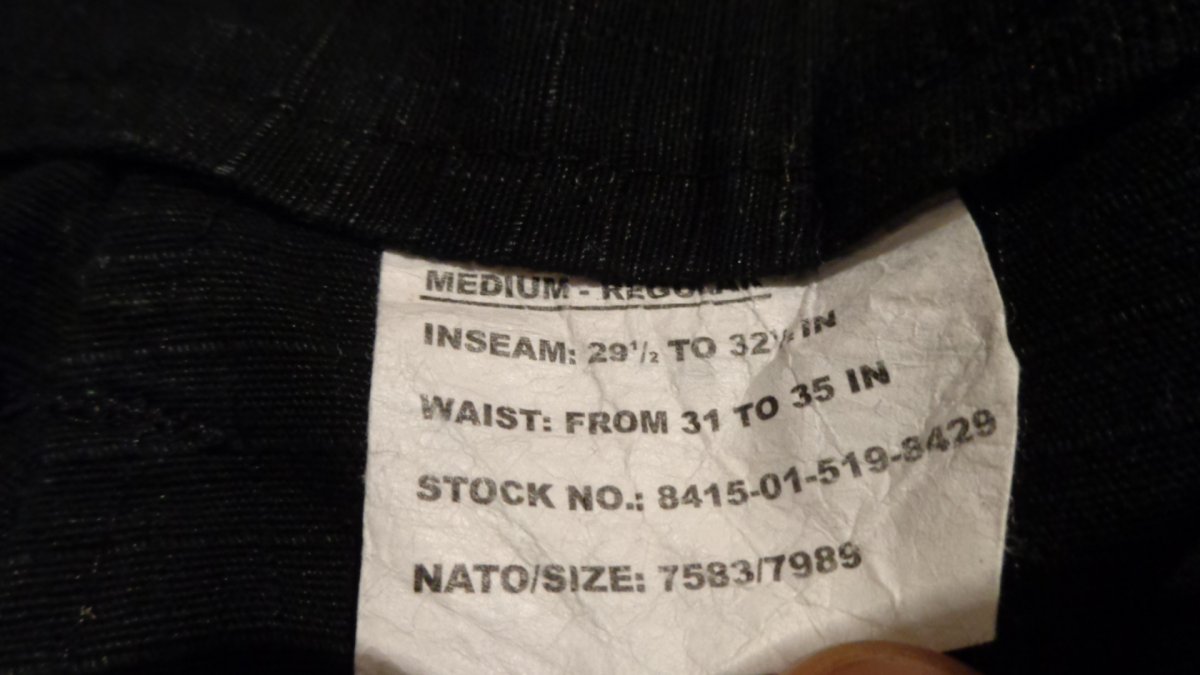 MEDIUM - REGULAR
INSEAM: 29½ TO 32½ IN
WAIST: FROM 31 TO 35 IN
STOCK NO.: 8415-01-519-8429
NATO/SIZE: 7583/7989